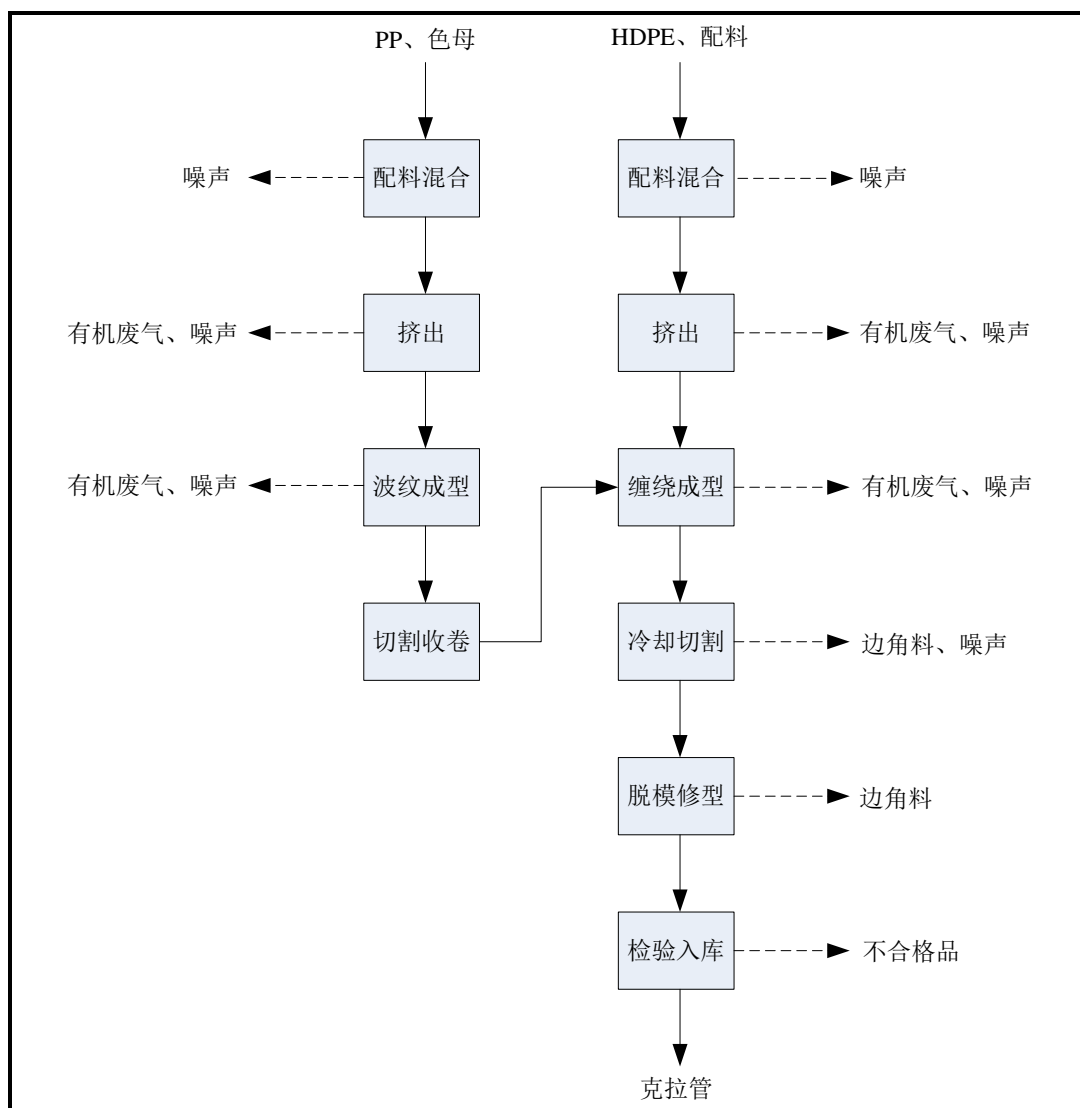 PP、色母
HDPE、配料
噪声
配料混合
配料混合
噪声
有机废气、噪声
挤出
挤出
有机废气、噪声
有机废气、噪声
波纹成型
缠绕成型
有机废气、噪声
切割收卷
冷却切割
边角料、噪声
脱模修型
边角料
检验入库
不合格品
克拉管